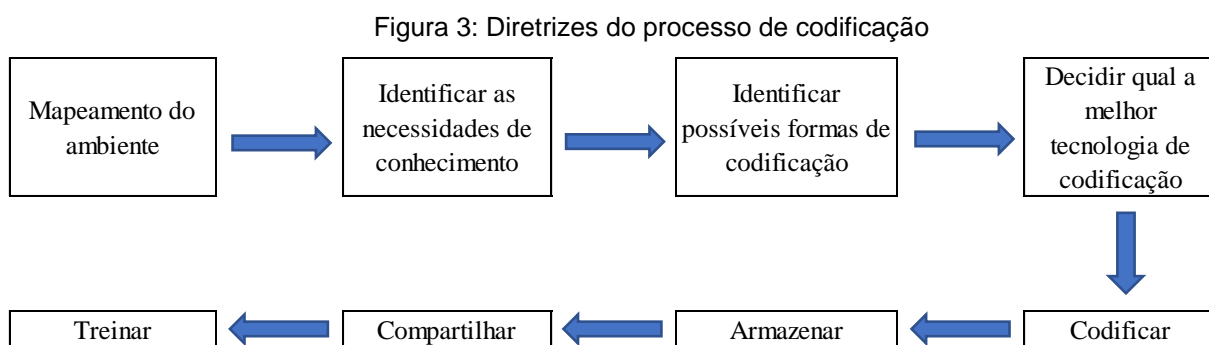 Figura 3: Diretrizes do processo de codificação
Mapeamento do
ambiente
Identificar as
necessidades de
conhecimento
Identificar
possíveis formas de
codificação
Decidir qual a
melhor
tecnologia de
codificação
Codificar
Armazenar
Compartilhar
Treinar